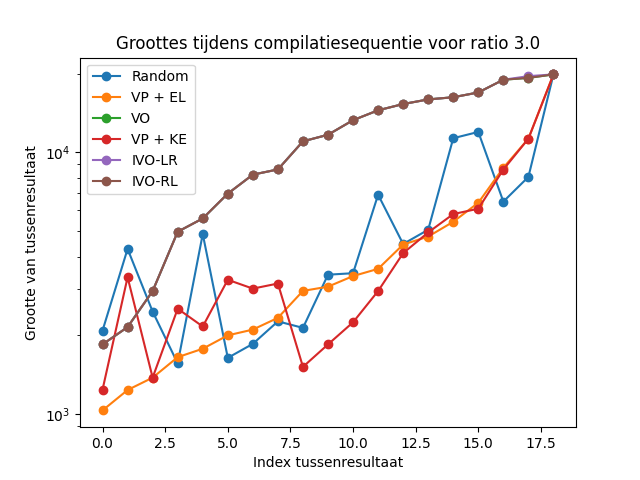 Groottes tijdens compilatiesequentie voor ratio 3.0
Random
VP + EL
VO
VP + KE
IVO-LR
IVO-RL
Grootte van tussenresultaat
10⁴
10³
0.0 2.5 5.0 7.5 10.0 12.5 15.0 17.5
Index tussenresultaat